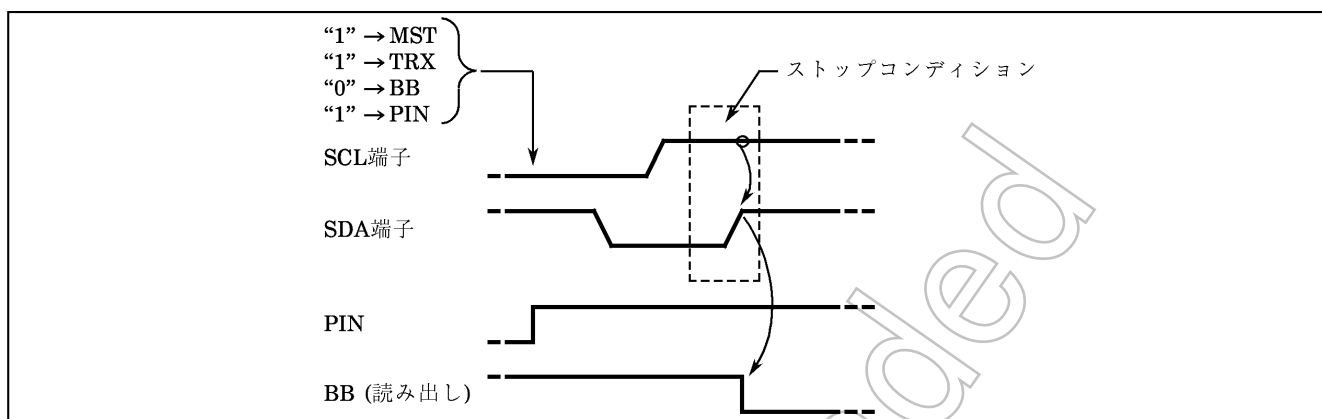 “1” → MST
“1” → TRX
“0” → BB
“1” → PIN
ストップコンディション
SCL端子
SDA端子
PIN
BB (読み出し)
ded